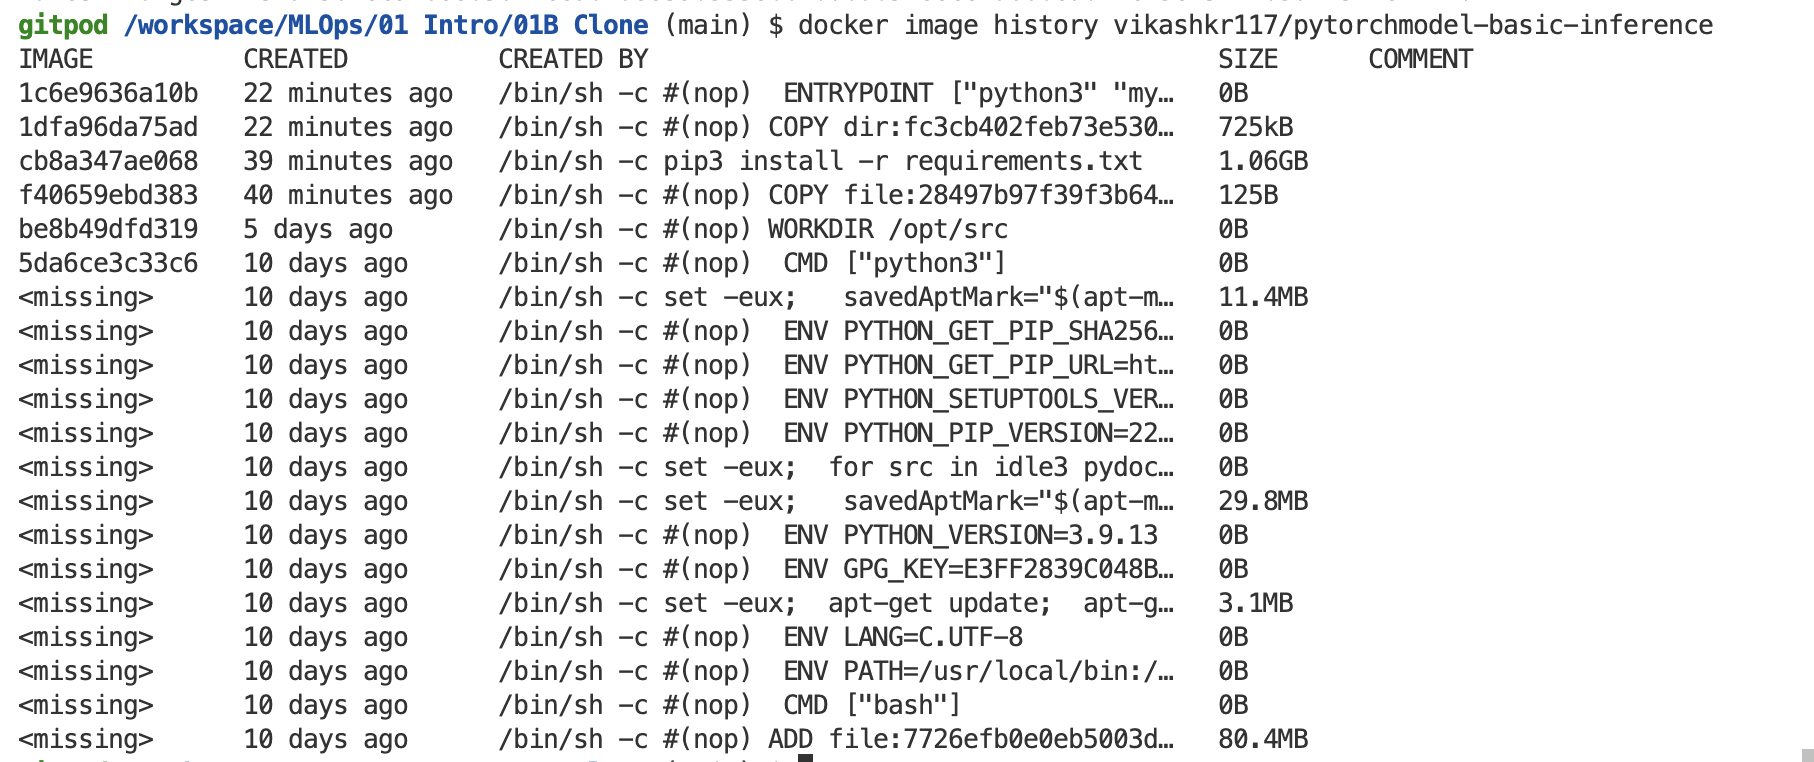 gitpod /workspace/MLOps/01 Intro/01B Clone (main) $ docker image history vikashkr117/pytorchmodel-basic-inference
IMAGE CREATED CREATED BY SIZE COMMENT
1c6e9636a10b 22 minutes ago /bin/sh -c #(nop) ENTRYPOINT ["python3" "my… 0B
1dfa96da75ad 22 minutes ago /bin/sh -c #(nop) COPY dir:fc3cb402feb73e530… 725kB
cb8a347ae068 39 minutes ago /bin/sh -c pip3 install -r requirements.txt 1.06GB
f40659ebd383 40 minutes ago /bin/sh -c #(nop) COPY file:28497b97f39f3b64… 125B
be8b49dfd319 5 days ago /bin/sh -c #(nop) WORKDIR /opt/src 0B
5da6ce3c33c6 10 days ago /bin/sh -c #(nop) CMD ["python3"] 0B
<missing> 10 days ago /bin/sh -c set -eux; savedAptMark="$(apt-m… 11.4MB
<missing> 10 days ago /bin/sh -c #(nop) ENV PYTHON_GET_PIP_SHA256… 0B
<missing> 10 days ago /bin/sh -c #(nop) ENV PYTHON_GET_PIP_URL=ht… 0B
<missing> 10 days ago /bin/sh -c #(nop) ENV PYTHON_SETUPTOOLS_VER… 0B
<missing> 10 days ago /bin/sh -c #(nop) ENV PYTHON_PIP_VERSION=22… 0B
<missing> 10 days ago /bin/sh -c set -eux; for src in idle3 pydoc… 0B
<missing> 10 days ago /bin/sh -c set -eux; savedAptMark="$(apt-m… 29.8MB
<missing> 10 days ago /bin/sh -c #(nop) ENV PYTHON_VERSION=3.9.13 0B
<missing> 10 days ago /bin/sh -c #(nop) ENV GPG_KEY=E3FF2839C048B… 0B
<missing> 10 days ago /bin/sh -c set -eux; apt-get update; apt-g… 3.1MB
<missing> 10 days ago /bin/sh -c #(nop) ENV LANG=C.UTF-8 0B
<missing> 10 days ago /bin/sh -c #(nop) ENV PATH=/usr/local/bin:/… 0B
<missing> 10 days ago /bin/sh -c #(nop) CMD ["bash"] 0B
<missing> 10 days ago /bin/sh -c #(nop) ADD file:7726efb0e0eb5003d… 80.4MB